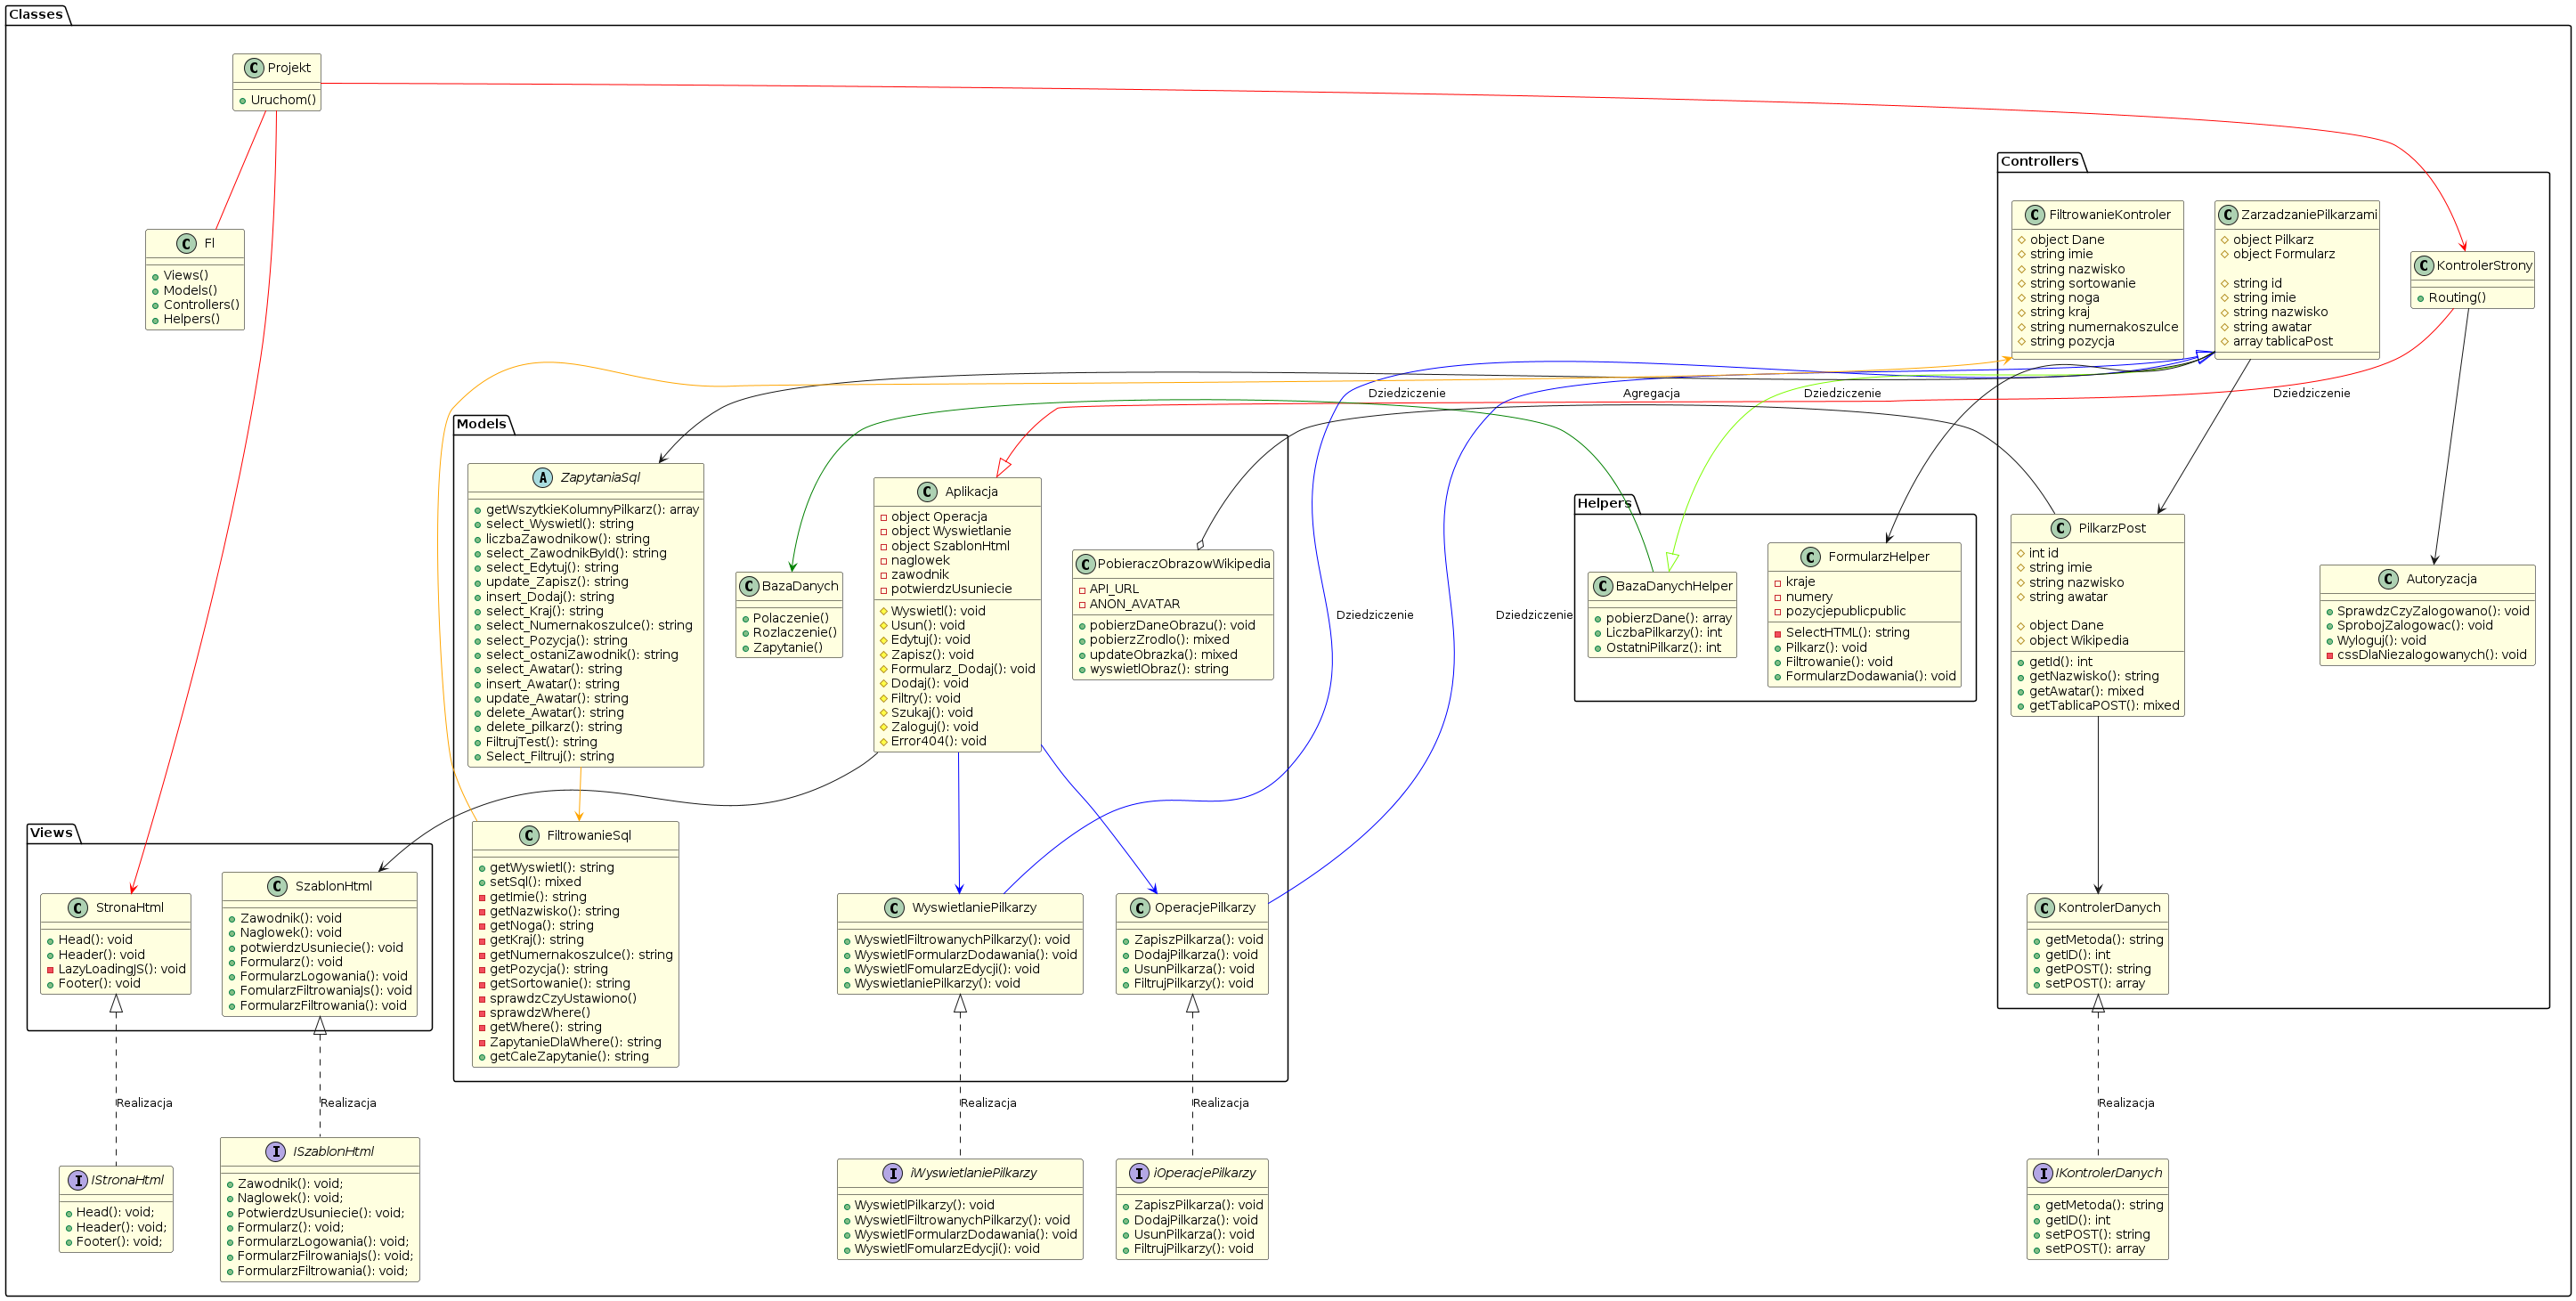 Classes
Projekt
Uruchom()
FI
Views()
Models()
Controllers()
Helpers()
Controllers
FiltrowanieKontroler
object Dane
string imie
string nazwisko
string sortowanie
string noga
string kraj
string numernakoszulce
string pozycja
ZarzadzaniePilkarzami
object Pilkarz
object Formularz
string id
string imie
string nazwisko
string awatar
array tablicaPost
KontrolerStrony
Routing()
Dziedziczenie
Agregacja
Dziedziczenie
Dziedziczenie
Models
ZapytaniaSql
getWszytkieKolumnyPilkarz(): array
select_Wyswietl(): string
liczbaZawodnikow(): string
select_ZawodnikById(): string
select_Edytuj(): string
update_Zapisz(): string
insert_Dodaj(): string
select_Kraj(): string
select_Numernakoszulce(): string
select_Pozycja(): string
select_ostaniZawodnik(): string
select_Awatar(): string
insert_Awatar(): string
update_Awatar(): string
delete_Awatar(): string
delete_pilkarz(): string
FiltrujTest(): string
Select_Filtruj(): string
BazaDanych
Polaczenie()
Rozlaczenie()
Zapytanie()
Aplikacja
object Operacja
object Wyswietlanie
object SzablonHtml
naglowek
zawodnik
potwierdzUsuniecie
Wyswietl(): void
Usun(): void
Edytuj(): void
Zapisz(): void
Formularz_Dodaj(): void
Dodaj(): void
Filtry(): void
Szukaj(): void
Zaloguj(): void
Error404(): void
PobieraczObrazowWikipedia
API_URL
ANON_AVATAR
pobierzDaneObrazu(): void
pobierzZrodlo(): mixed
updateObrazka(): mixed
wyswietlObraz(): string
Dziedziczenie
Dziedziczenie
Helpers
BazaDanychHelper
pobierzDane(): array
LiczbaPilkarzy(): int
OstatniPilkarz(): int
FormularzHelper
kraje
numery
pozycjepublicpublic
SelectHTML(): string
Pilkarz(): void
Filtrowanie(): void
FormularzDodawania(): void
PilkarzPost
int id
string imie
string nazwisko
string awatar
object Dane
object Wikipedia
getId(): int
getNazwisko(): string
getAwatar(): mixed
getTablicaPOST(): mixed
Autoryzacja
SprawdzCzyZalogowano(): void
SprobojZalogowac(): void
Wyloguj(): void
cssDlaNiezalogowanych(): void
Views
StronaHtml
Head(): void
Header(): void
LazyLoadingJS(): void
Footer(): void
SzablonHtml
Zawodnik(): void
Naglowek(): void
potwierdzUsuniecie(): void
Formularz(): void
FormularzLogowania(): void
FomularzFiltrowaniaJs(): void
FormularzFiltrowania(): void
FiltrowanieSql
getWyswietl(): string
setSql(): mixed
getImie(): string
getNazwisko(): string
getNoga(): string
getKraj(): string
getNumernakoszulce(): string
getPozycja(): string
getSortowanie(): string
sprawdzCzyUstawiono()
sprawdzWhere()
getWhere(): string
ZapytanieDlaWhere(): string
getCaleZapytanie(): string
WyswietlaniePilkarzy
WyswietlFiltrowanychPilkarzy(): void
WyswietlFormularzDodawania(): void
WyswietlFomularzEdycji(): void
WyswietlaniePilkarzy(): void
OperacjePilkarzy
ZapiszPilkarza(): void
DodajPilkarza(): void
UsunPilkarza(): void
FiltrujPilkarzy(): void
KontrolerDanych
getMetoda(): string
getID(): int
getPOST(): string
setPOST(): array
Realizacja
Realizacja
Realizacja
Realizacja
Realizacja
IStronaHtml
Head(): void;
Header(): void;
Footer(): void;
ISzablonHtml
Zawodnik(): void;
Naglowek(): void;
PotwierdzUsuniecie(): void;
Formularz(): void;
FormularzLogowania(): void;
FormularzFilrowaniaJs(): void;
FormularzFiltrowania(): void;
iWyswietlaniePilkarzy
WyswietlPilkarzy(): void
WyswietlFiltrowanychPilkarzy(): void
WyswietlFormularzDodawania(): void
WyswietlFomularzEdycji(): void
iOperacjePilkarzy
ZapiszPilkarza(): void
DodajPilkarza(): void
UsunPilkarza(): void
FiltrujPilkarzy(): void
IKontrolerDanych
getMetoda(): string
getID(): int
setPOST(): string
setPOST(): array